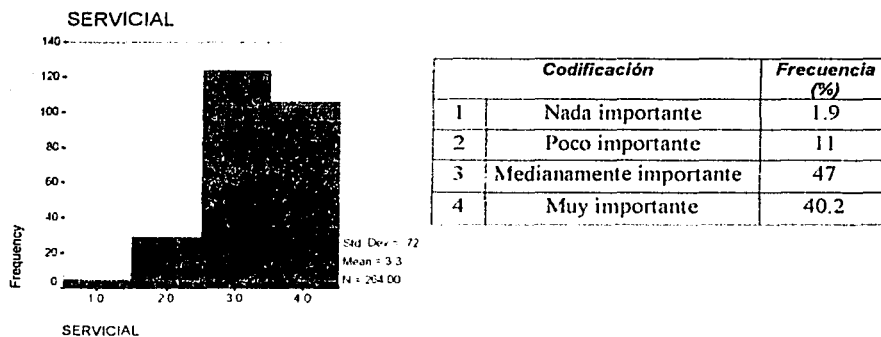 SERVICIAL
140
120
100
80
60
40
20
0
Frequency
1.0 2.0 3.0 4.0
SERVICIAL
Std. Dev = .72
Mean = 3.3
N = 264.00
Codificación Frecuencia (%)
1 Nada importante 1.9
2 Poco importante 11
3 Medianamente importante 47
4 Muy importante 40.2